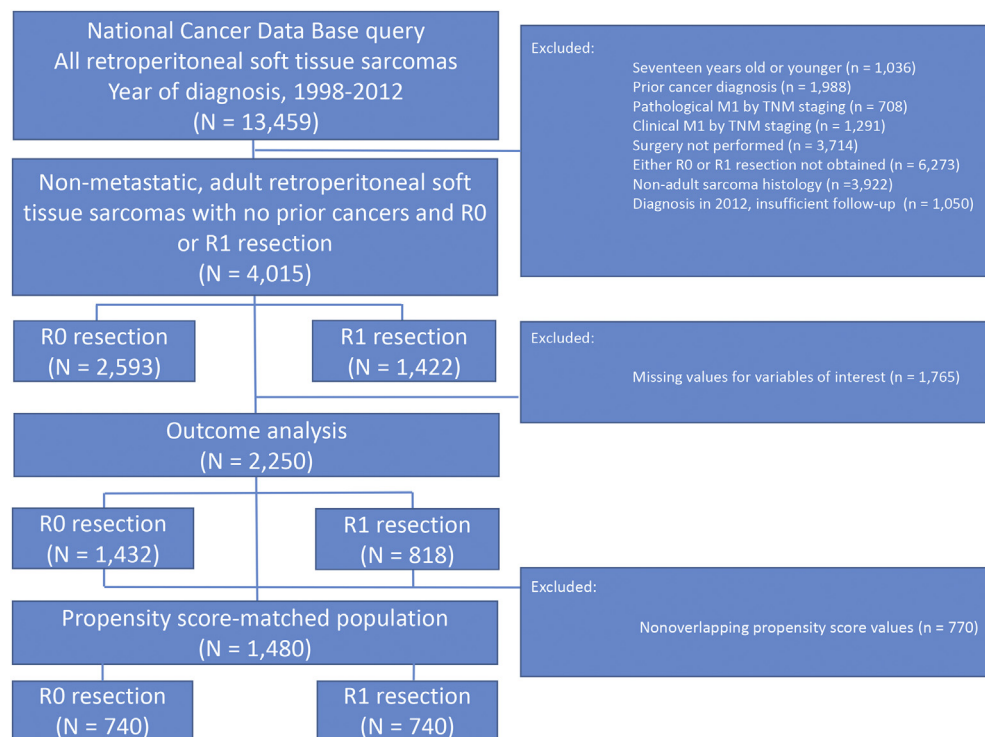 National Cancer Data Base query
All retroperitoneal soft tissue sarcomas
Year of diagnosis, 1998-2012
(N = 13,459)
Excluded:
Seventeen years old or younger (n = 1,036)
Prior cancer diagnosis (n = 1,988)
Pathological M1 by TNM staging (n = 708)
Clinical M1 by TNM staging (n = 1,291)
Surgery not performed (n = 3,714)
Either R0 or R1 resection not obtained (n = 6,273)
Non-adult sarcoma histology (n =3,922)
Diagnosis in 2012, insufficient follow-up (n = 1,050)
Non-metastatic, adult retroperitoneal soft
tissue sarcomas with no prior cancers and R0
or R1 resection
(N = 4,015)
R0 resection
(N = 2,593)
R1 resection
(N = 1,422)
Excluded:
Missing values for variables of interest (n = 1,765)
Outcome analysis
(N = 2,250)
R0 resection
(N = 1,432)
R1 resection
(N = 818)
Excluded:
Nonoverlapping propensity score values (n = 770)
Propensity score-matched population
(N = 1,480)
R0 resection
(N = 740)
R1 resection
(N = 740)